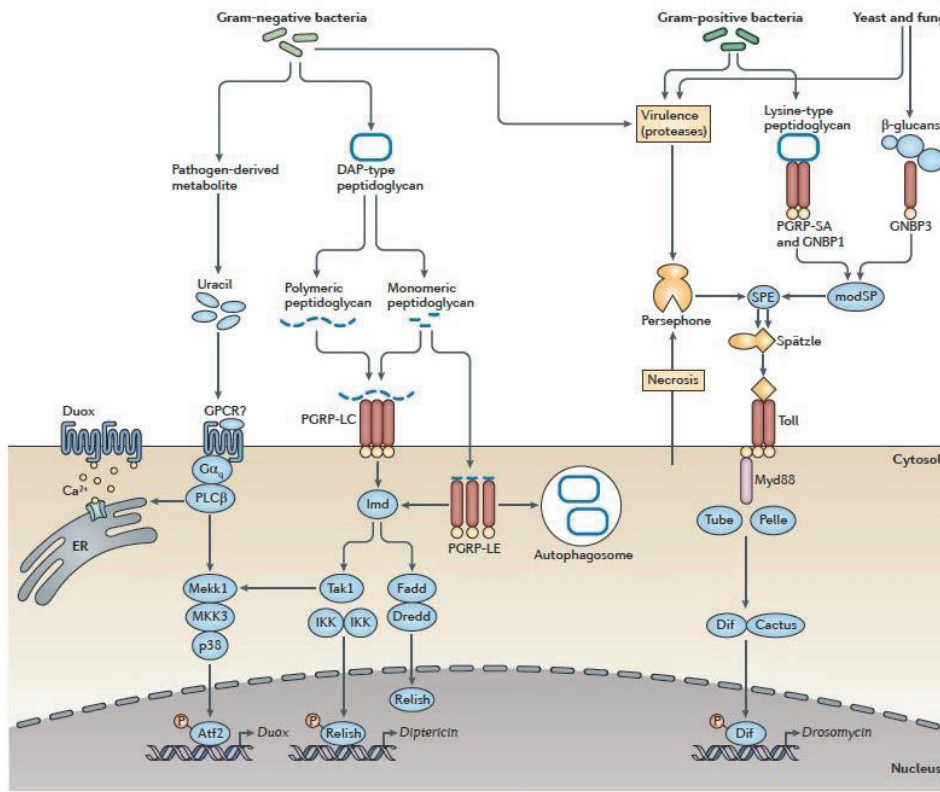 Gram-negative bacteria
Gram-positive bacteria
Yeast and fung
Virulence
(proteases)
Lysine-type
peptidoglycan
β-glucans
Pathogen-derived
metabolite
DAP-type
peptidoglycan
PGRP-SA
and GNBP1
GNBP3
Uracil
Polymeric
peptidoglycan
Monomeric
peptidoglycan
SPE
modSP
Persephone
Spätzle
Necrosis
Duox
GPCR?
PGRP-LC
Toll
Cytosol
Gαq
Ca2+
PLCβ
Imd
PGRP-LE
Autophagosome
Myd88
Tube
Pelle
ER
Mekk1
Tak1
Fadd
MKK3
IKK
IKK
Dredd
Dif
Cactus
p38
Relish
P
Atf2
Duox
P
Relish
Diptericin
P
Dif
Drosomycin
Nucleus